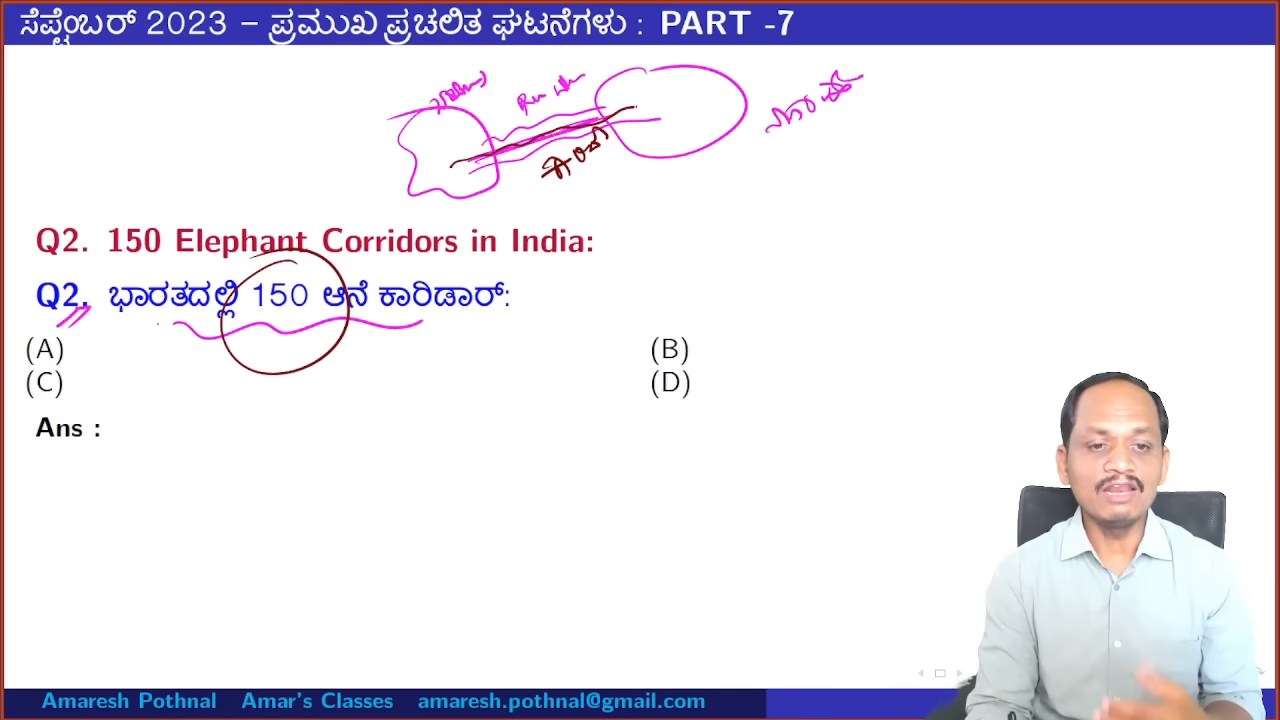 ಸೆಪ್ಟೆಂಬರ್ 2023 – ಪ್ರಮುಖ ಪ್ರಚಲಿತ ಘಟನೆಗಳು : PART -7
Q2. 150 Elephant Corridors in India:
Q2. ಭಾರತದಲ್ಲಿ 150 ಆನೆ ಕಾರಿಡಾರ್:
(A) (B)
(C) (D)
Ans :
Amaresh Pothnal Amar's Classes amaresh.pothnal@gmail.com